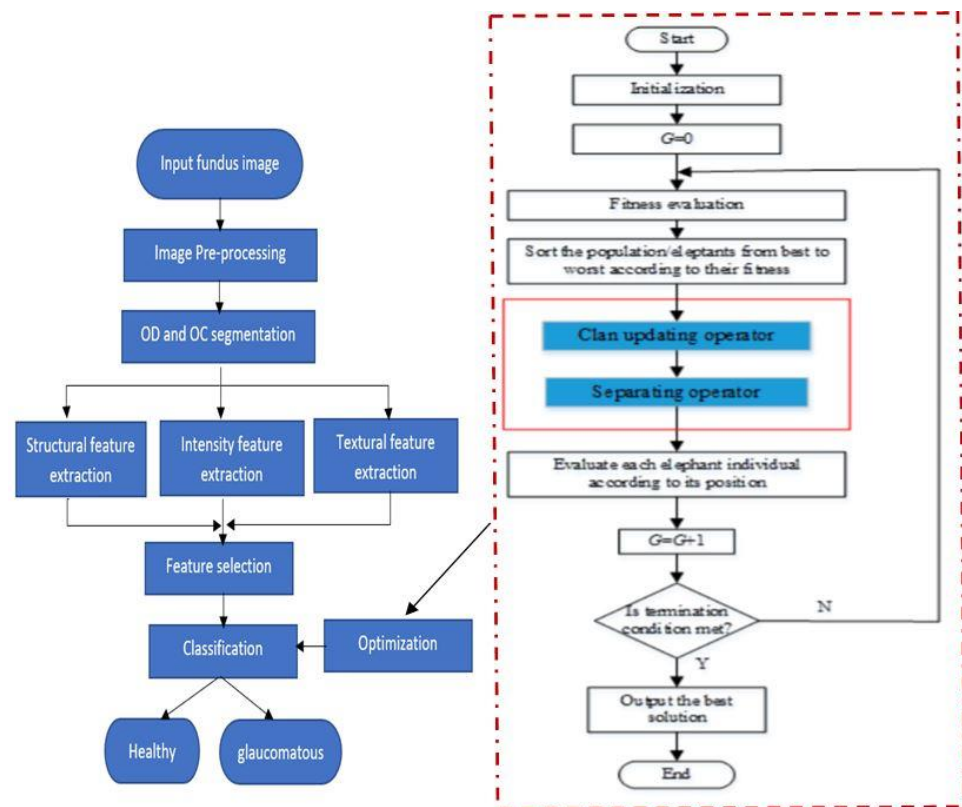 Input fundus image
Image Pre-processing
OD and OC segmentation
Structural feature
extraction
Intensity feature
extraction
Textural feature
extraction
Feature selection
Classification
Optimization
Healthy
glaucomatous
Start
Initialization
G=0
Fitness evaluation
Sort the population/elephants from best to
worst according to their fitness
Clan updating operator
Separating operator
Evaluate each elephant individual
according to its position
G=G+1
Is termination
condition met?
N
Y
Output the best
solution
End